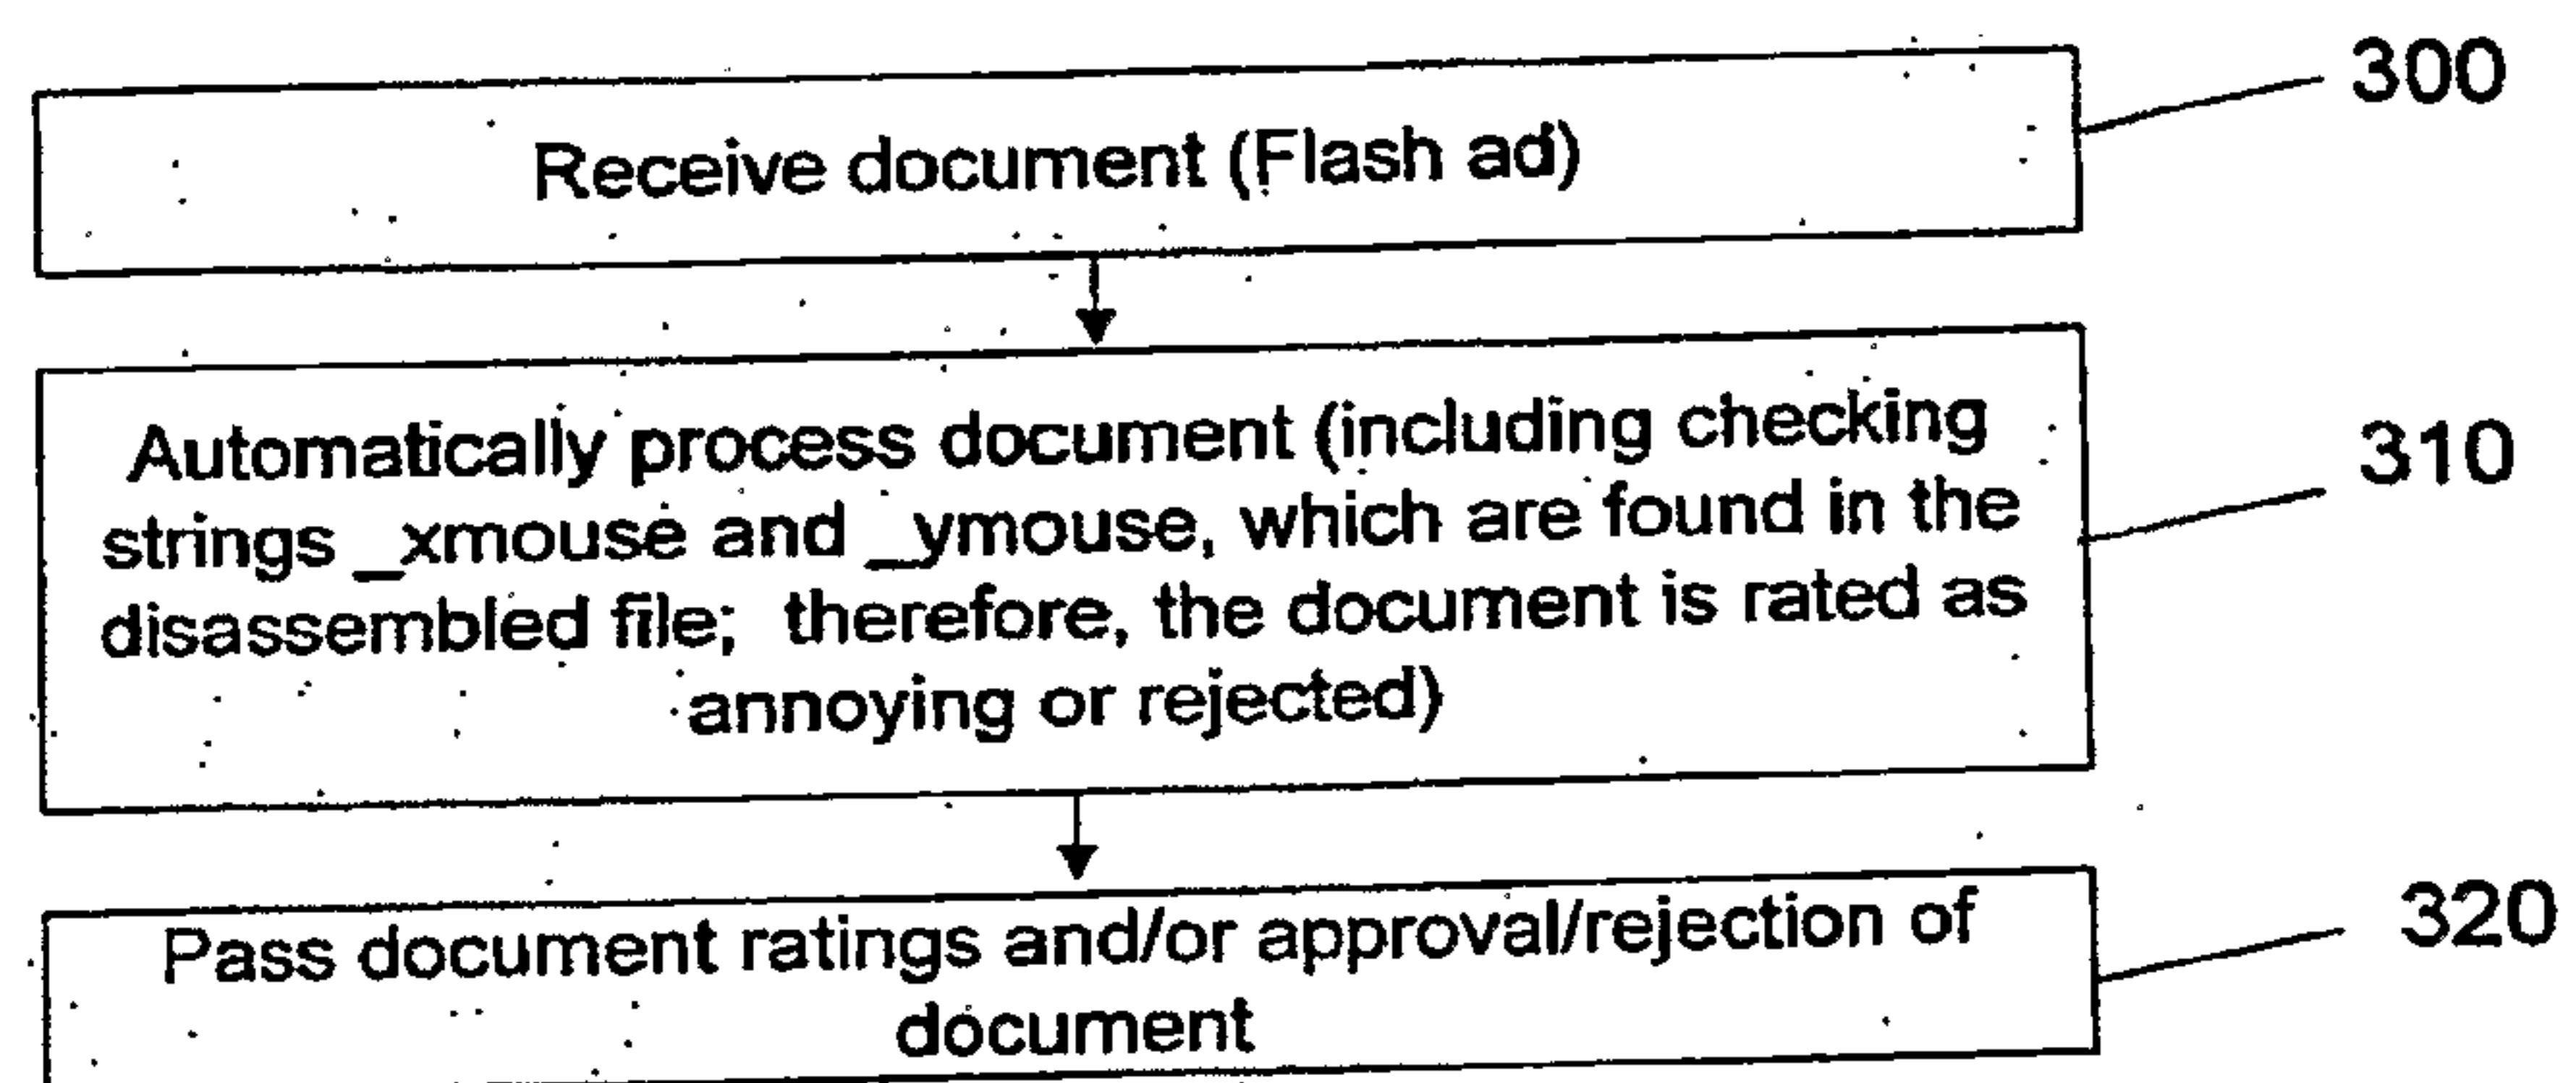 Receive document (Flash ad)
300
Automatically process document (including checking
strings _xmouse and _ymouse, which are found in the
disassembled file; therefore, the document is rated as
annoying or rejected)
310
Pass document ratings and/or approval/rejection of
document
320